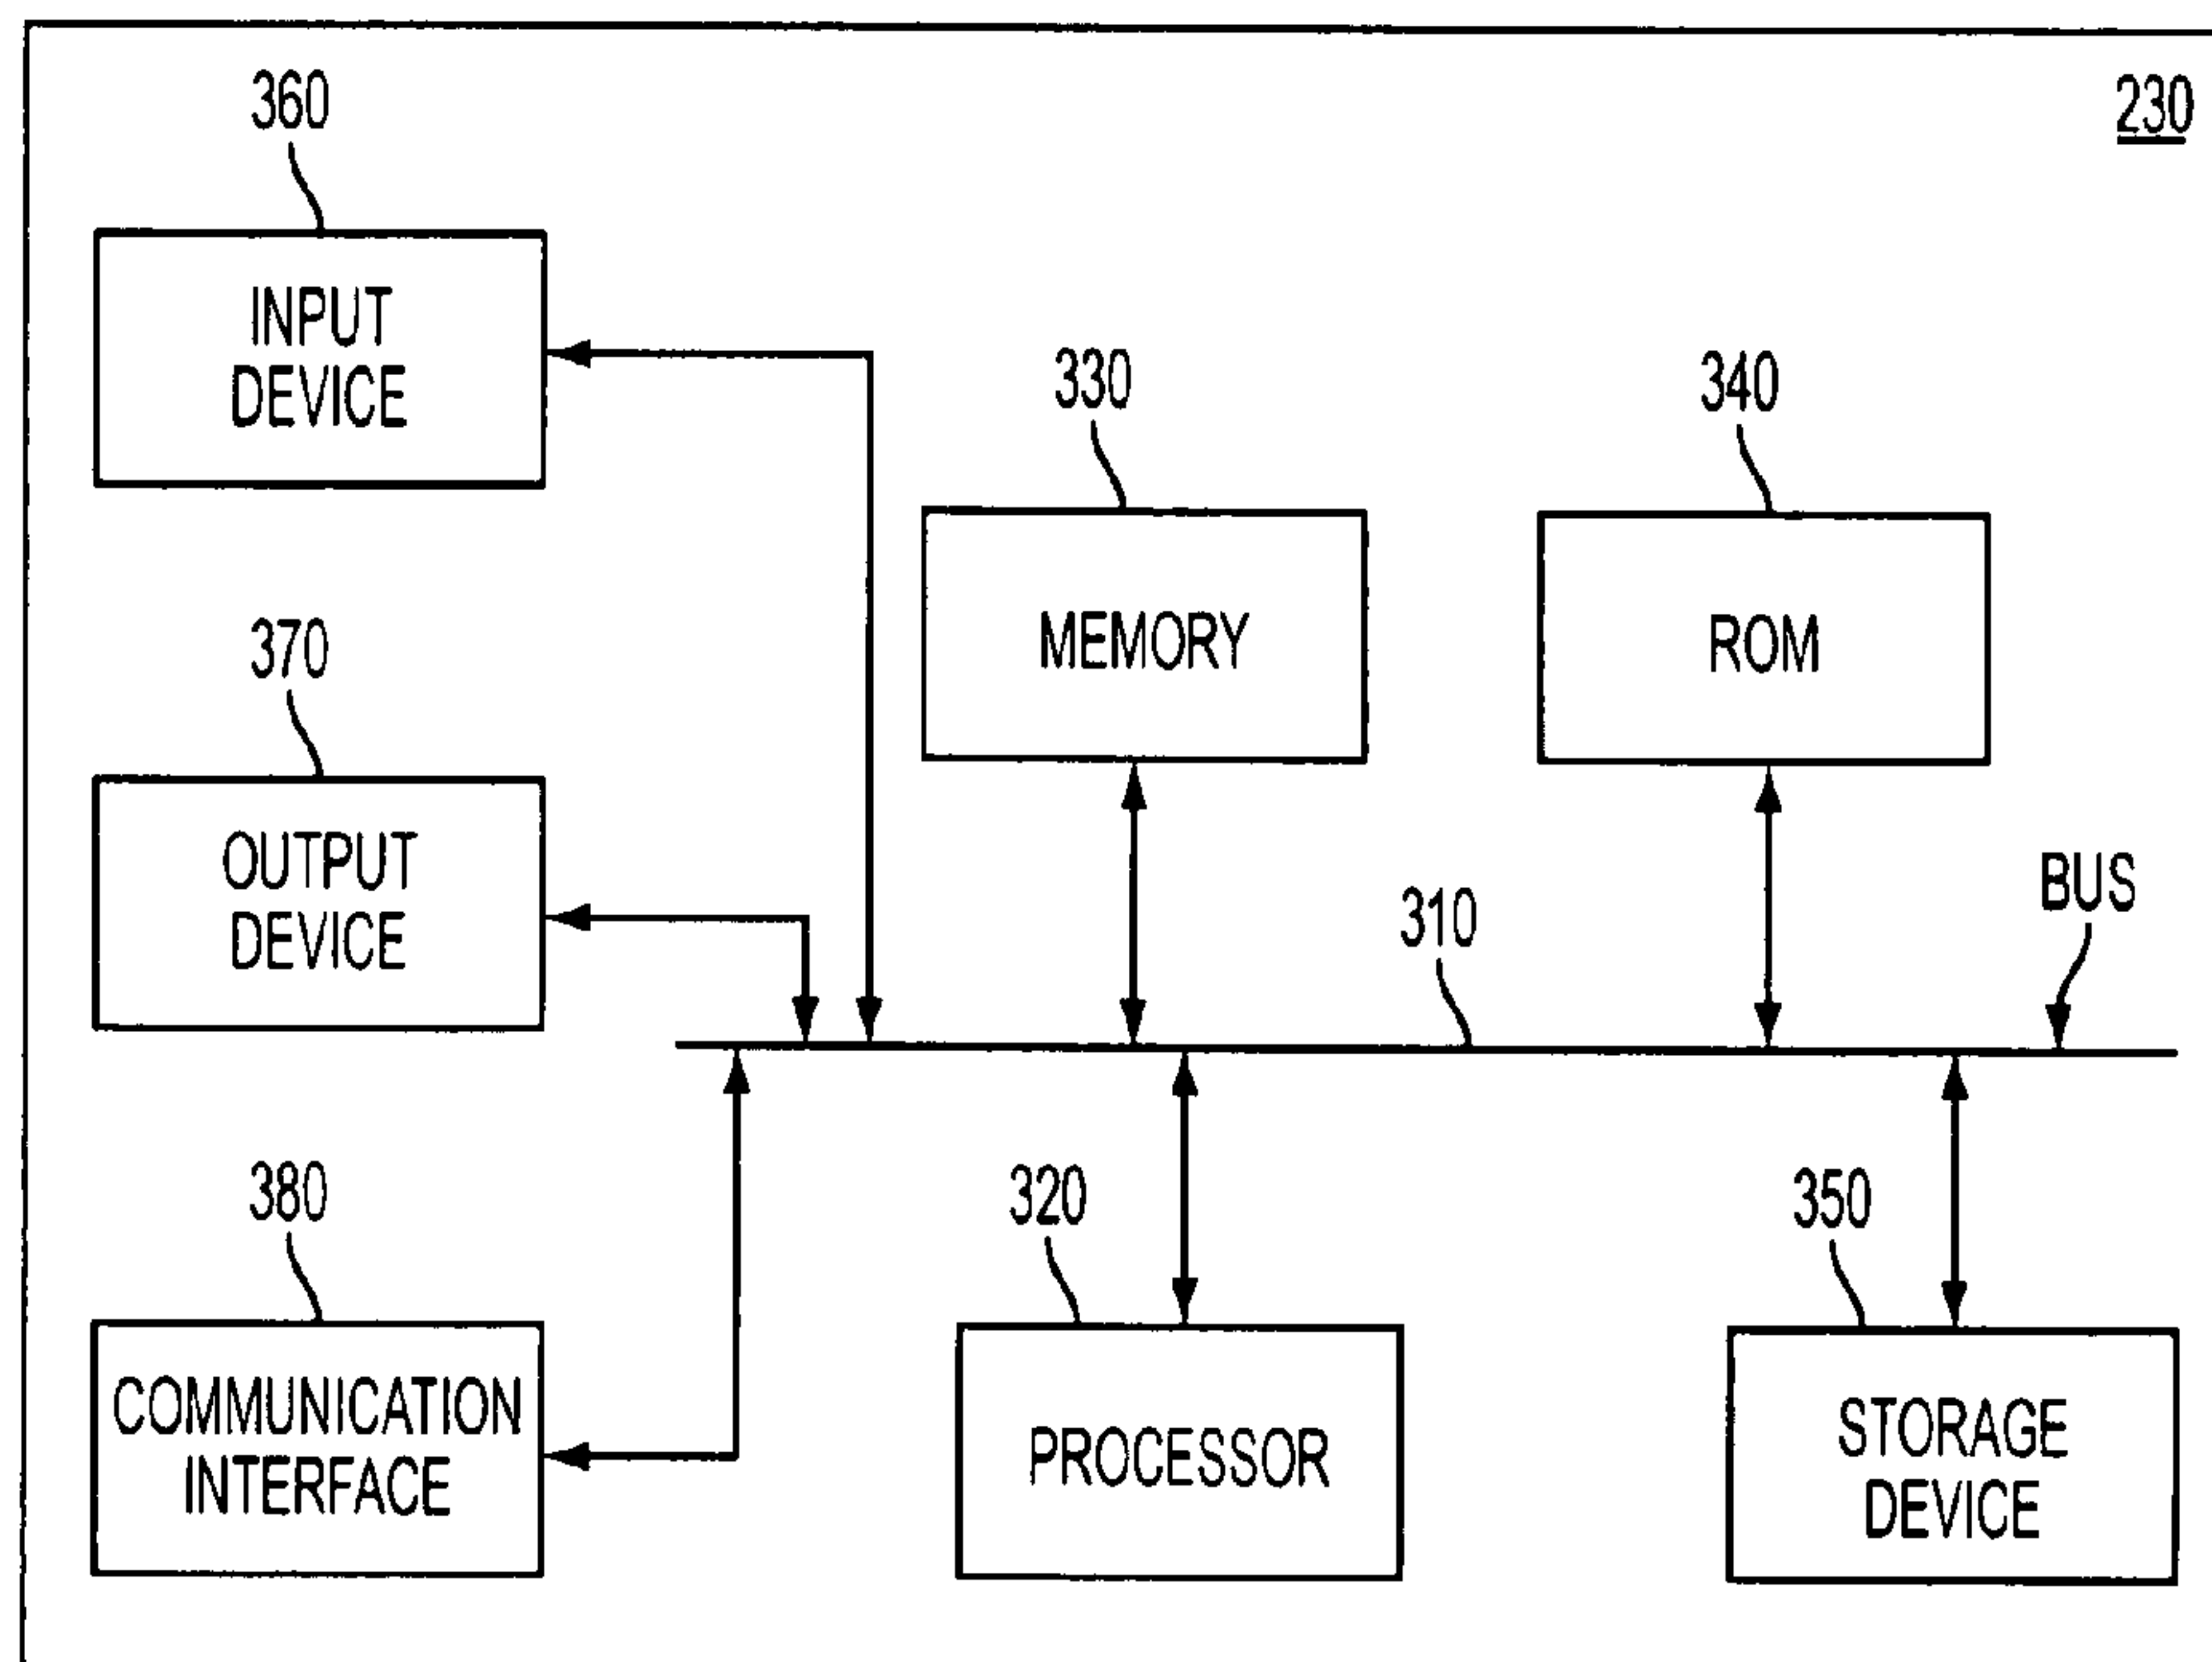 230
360
INPUT
DEVICE
330
340
MEMORY
ROM
370
OUTPUT
DEVICE
310
BUS
380
320
350
COMMUNICATION
INTERFACE
PROCESSOR
STORAGE
DEVICE